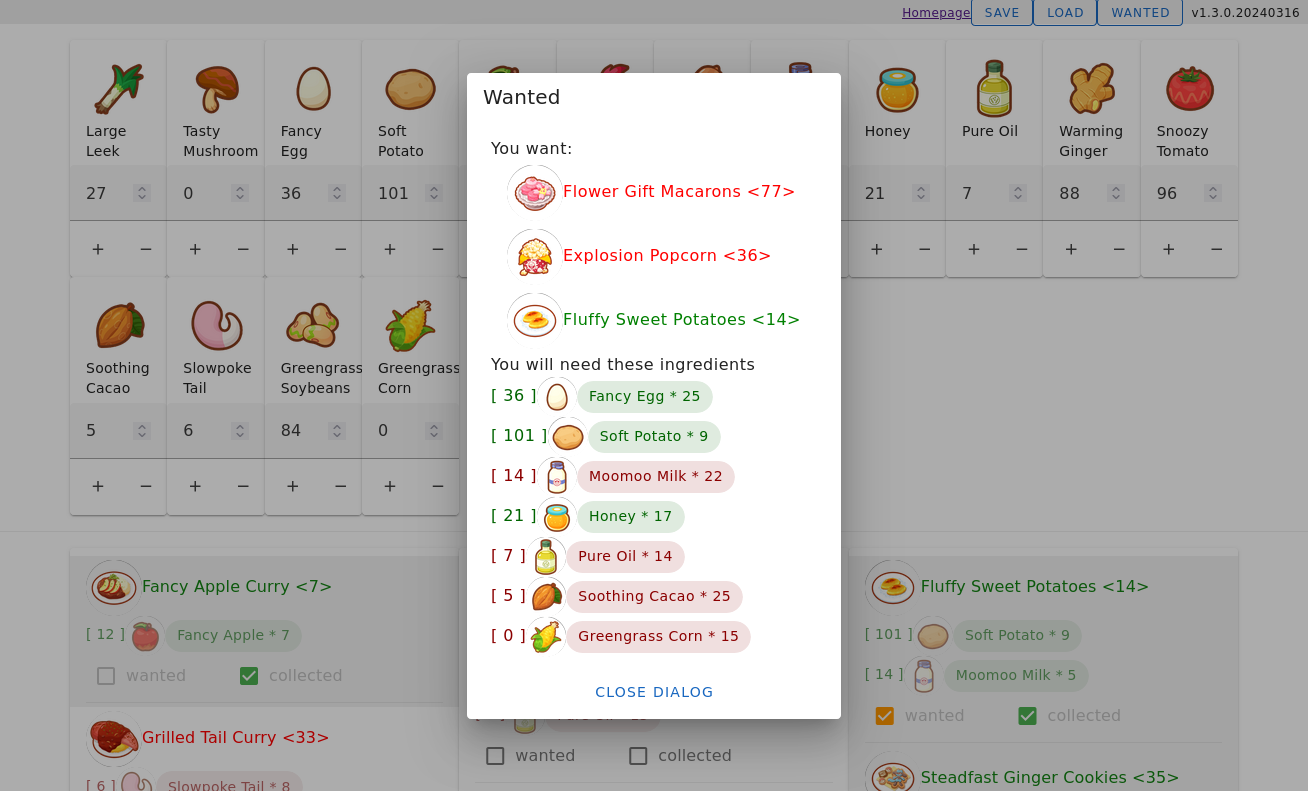 Homepage SAVE LOAD WANTED v1.3.0.20240316
Large Leek
Tasty Mushroom
Fancy Egg
Soft Potato
Honey
Pure Oil
Warming Ginger
Snoozy Tomato
27 0 36 101 21 7 88 96
+ − + − + − + − + − + − + − + −
Soothing Cacao
Slowpoke Tail
Greengrass Soybeans
Greengrass Corn
5 6 84 0
+ − + − + − + −
Wanted
You want:
Flower Gift Macarons <77>
Explosion Popcorn <36>
Fluffy Sweet Potatoes <14>
You will need these ingredients
[ 36 ] Fancy Egg * 25
[ 101 ] Soft Potato * 9
[ 14 ] Moomoo Milk * 22
[ 21 ] Honey * 17
[ 7 ] Pure Oil * 14
[ 5 ] Soothing Cacao * 25
[ 0 ] Greengrass Corn * 15
CLOSE DIALOG
Fancy Apple Curry <7>
[ 12 ] Fancy Apple * 7
wanted collected
Grilled Tail Curry <33>
[ 6 ] Slowpoke Tail * 8
wanted collected
Fluffy Sweet Potatoes <14>
[ 101 ] Soft Potato * 9
[ 14 ] Moomoo Milk * 5
wanted collected
Steadfast Ginger Cookies <35>